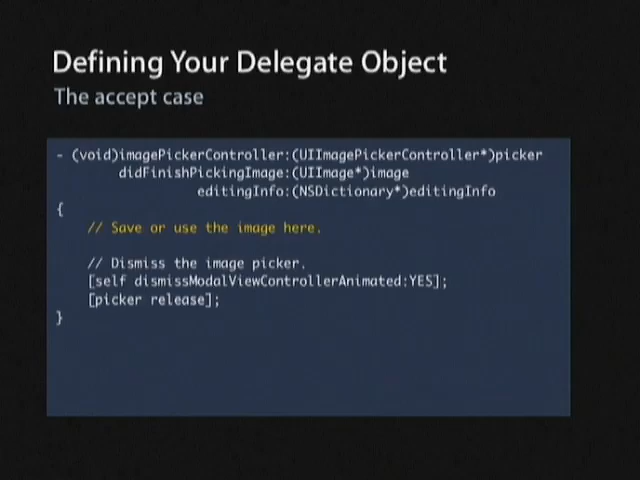 Defining Your Delegate Object
The accept case
- (void)imagePickerController:(UIImagePickerController*)picker
didFinishPickingImage:(UIImage*)image
editingInfo:(NSDictionary*)editingInfo
{
// Save or use the image here.
// Dismiss the image picker.
[self dismissModalViewControllerAnimated:YES];
[picker release];
}